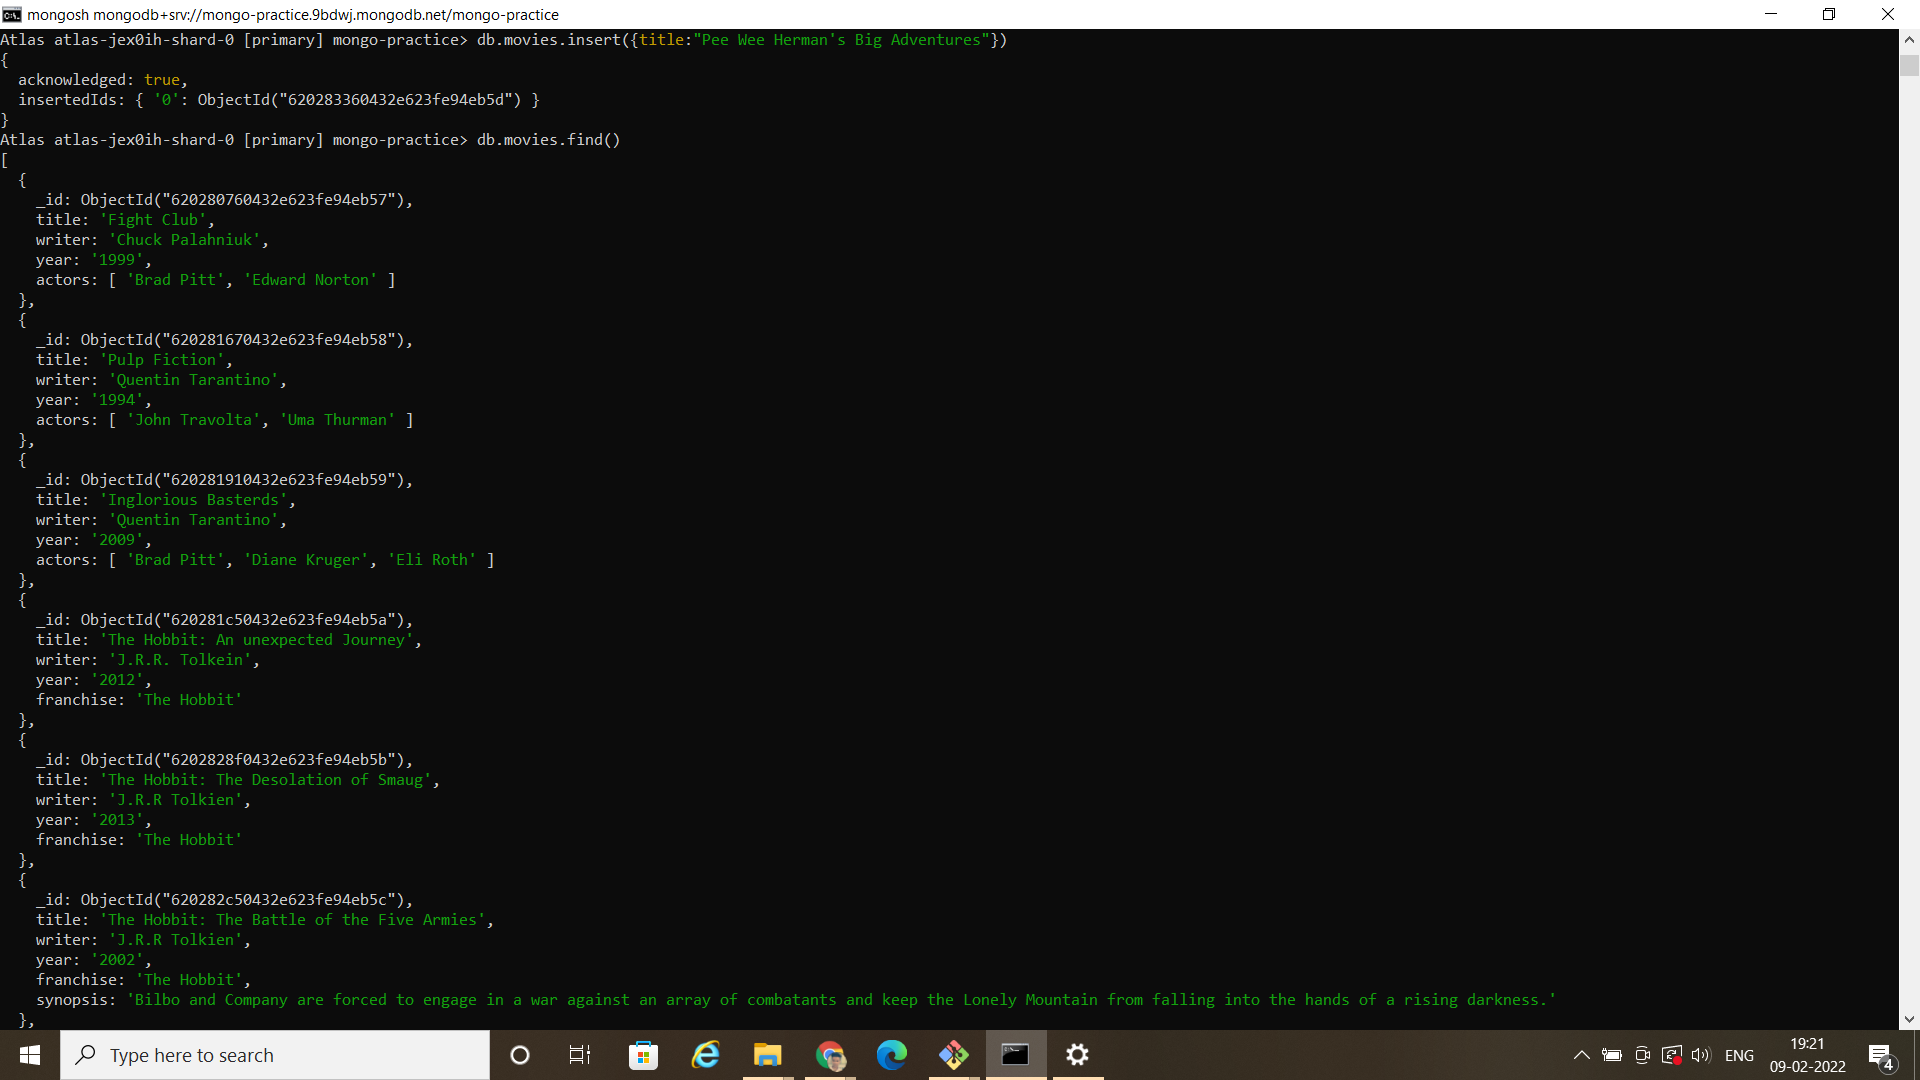 mongosh mongodb+srv://mongo-practice.9bdwj.mongodb.net/mongo-practice
Atlas atlas-jex0ih-shard-0 [primary] mongo-practice> db.movies.insert({title:"Pee Wee Herman's Big Adventures"})
{
  acknowledged: true,
  insertedIds: { '0': ObjectId("620283360432e623fe94eb5d") }
}
Atlas atlas-jex0ih-shard-0 [primary] mongo-practice> db.movies.find()
[
  {
    _id: ObjectId("620280760432e623fe94eb57"),
    title: 'Fight Club',
    writer: 'Chuck Palahniuk',
    year: '1999',
    actors: [ 'Brad Pitt', 'Edward Norton' ]
  },
  {
    _id: ObjectId("620281670432e623fe94eb58"),
    title: 'Pulp Fiction',
    writer: 'Quentin Tarantino',
    year: '1994',
    actors: [ 'John Travolta', 'Uma Thurman' ]
  },
  {
    _id: ObjectId("620281910432e623fe94eb59"),
    title: 'Inglorious Basterds',
    writer: 'Quentin Tarantino',
    year: '2009',
    actors: [ 'Brad Pitt', 'Diane Kruger', 'Eli Roth' ]
  },
  {
    _id: ObjectId("620281c50432e623fe94eb5a"),
    title: 'The Hobbit: An unexpected Journey',
    writer: 'J.R.R. Tolkein',
    year: '2012',
    franchise: 'The Hobbit'
  },
  {
    _id: ObjectId("6202828f0432e623fe94eb5b"),
    title: 'The Hobbit: The Desolation of Smaug',
    writer: 'J.R.R Tolkien',
    year: '2013',
    franchise: 'The Hobbit'
  },
  {
    _id: ObjectId("620282c50432e623fe94eb5c"),
    title: 'The Hobbit: The Battle of the Five Armies',
    writer: 'J.R.R Tolkien',
    year: '2002',
    franchise: 'The Hobbit',
    synopsis: 'Bilbo and Company are forced to engage in a war against an array of combatants and keep the Lonely Mountain from falling into the hands of a rising darkness.'
  },
Type here to search
ENG
19:21
09-02-2022
4